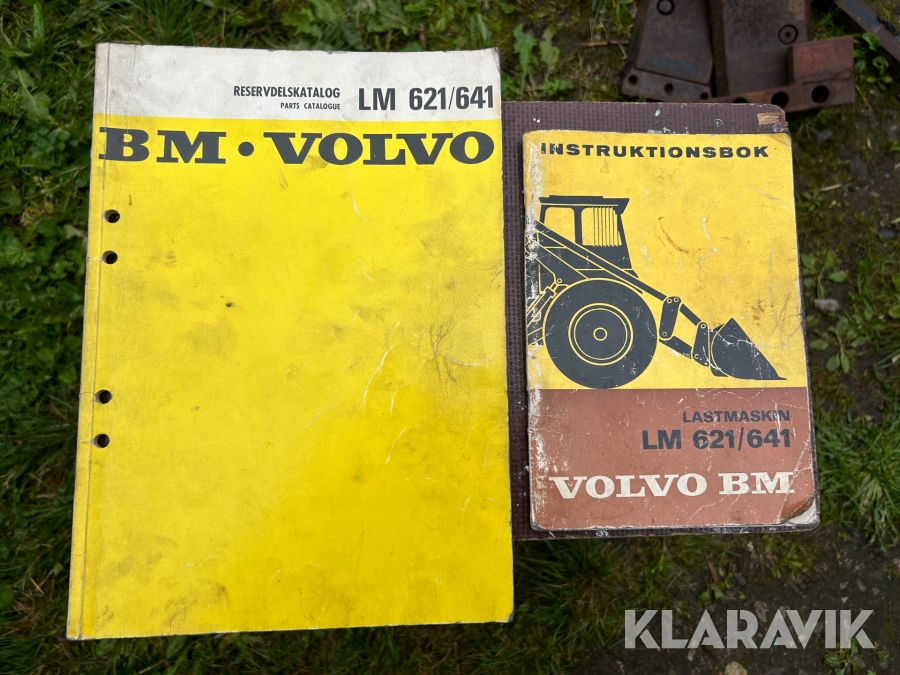 RESERVDELSKATALOG
PARTS CATALOGUE
LM 621/641
BM • VOLVO
INSTRUKTIONSBOK
LASTMASKIN
LM 621/641
VOLVO BM
KLARAVIK